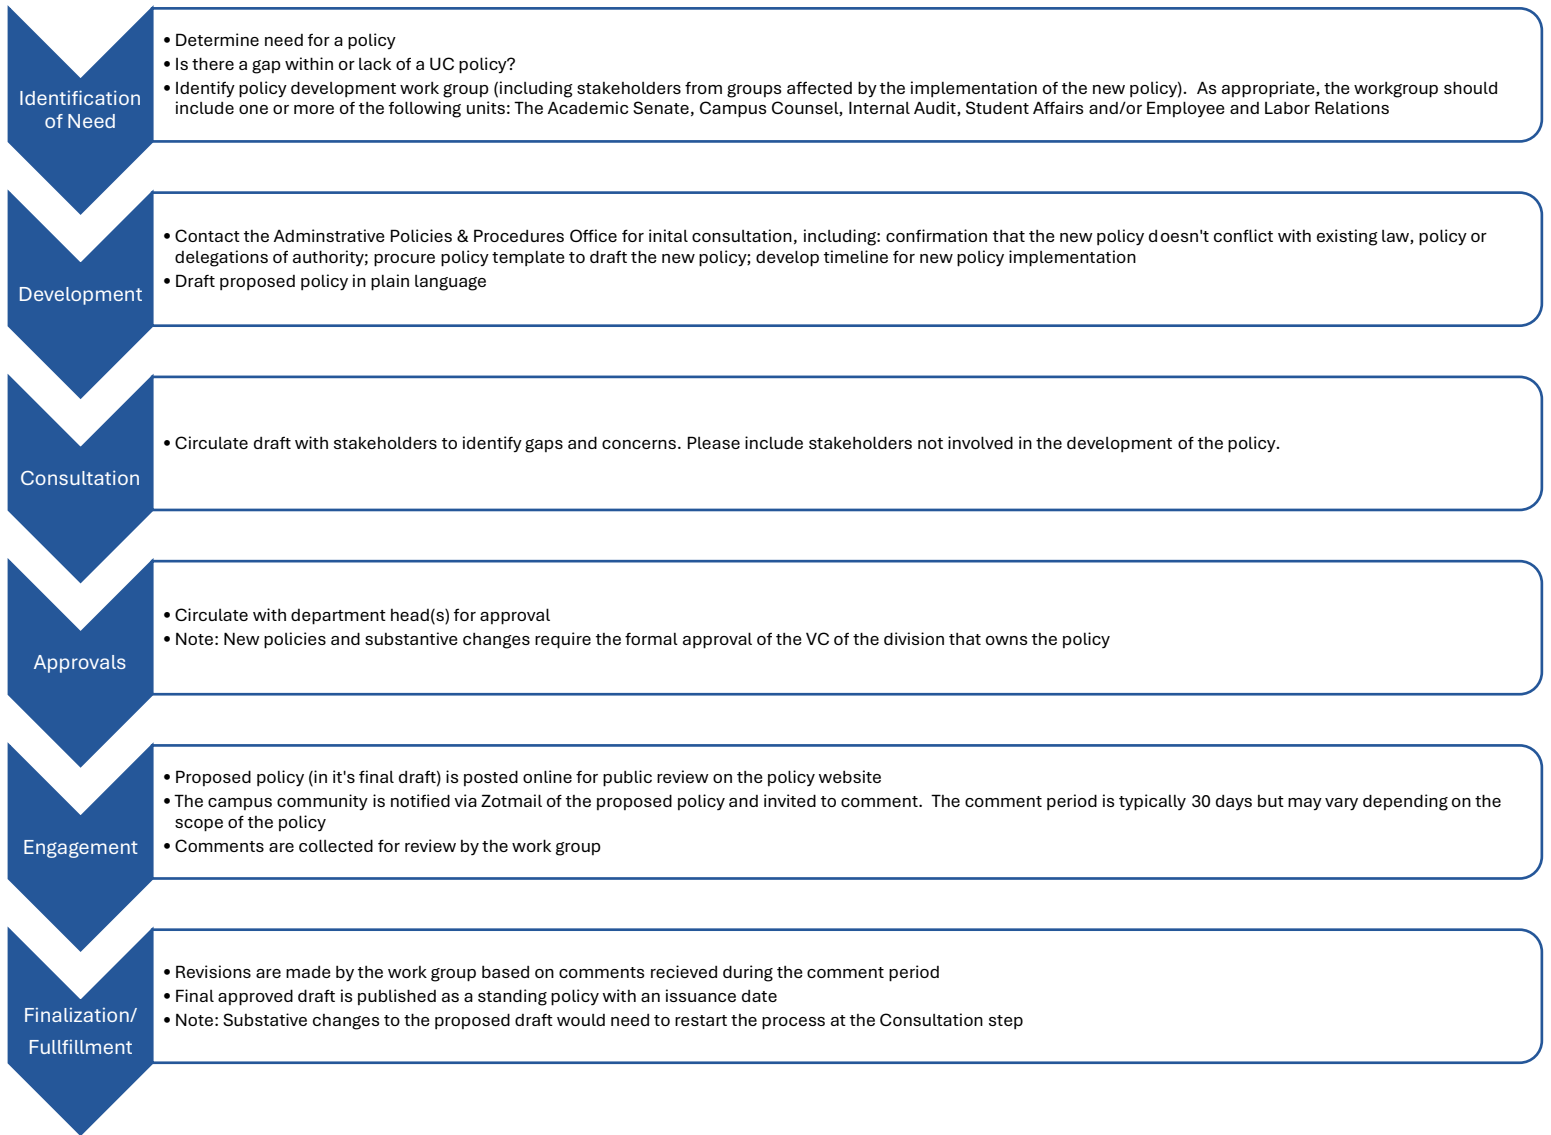 Identification
of Need
• Determine need for a policy
• Is there a gap within or lack of a UC policy?
• Identify policy development work group (including stakeholders from groups affected by the implementation of the new policy).  As appropriate, the workgroup should
include one or more of the following units: The Academic Senate, Campus Counsel, Internal Audit, Student Affairs and/or Employee and Labor Relations
Development
• Contact the Adminstrative Policies & Procedures Office for inital consultation, including: confirmation that the new policy doesn't conflict with existing law, policy or
delegations of authority; procure policy template to draft the new policy; develop timeline for new policy implementation
• Draft proposed policy in plain language
Consultation
• Circulate draft with stakeholders to identify gaps and concerns. Please include stakeholders not involved in the development of the policy.
Approvals
• Circulate with department head(s) for approval
• Note: New policies and substantive changes require the formal approval of the VC of the division that owns the policy
Engagement
• Proposed policy (in it's final draft) is posted online for public review on the policy website
• The campus community is notified via Zotmail of the proposed policy and invited to comment.  The comment period is typically 30 days but may vary depending on the
scope of the policy
• Comments are collected for review by the work group
Finalization/
Fullfillment
• Revisions are made by the work group based on comments recieved during the comment period
• Final approved draft is published as a standing policy with an issuance date
• Note: Substative changes to the proposed draft would need to restart the process at the Consultation step